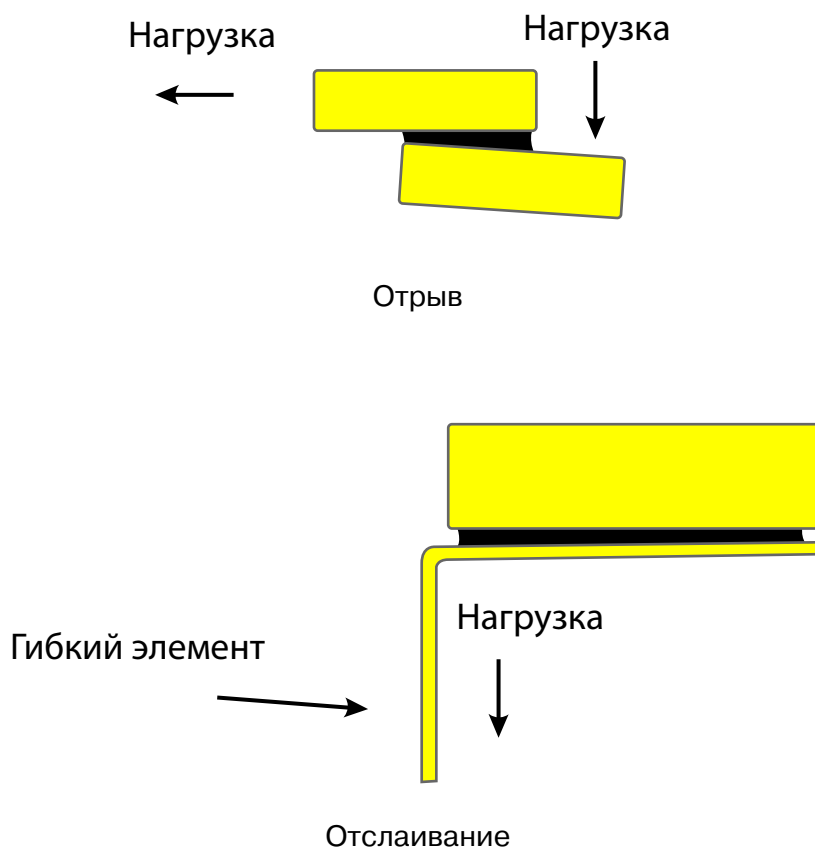 Нагрузка
Нагрузка
Отрыв
Нагрузка
Гибкий элемент
Отслаивание